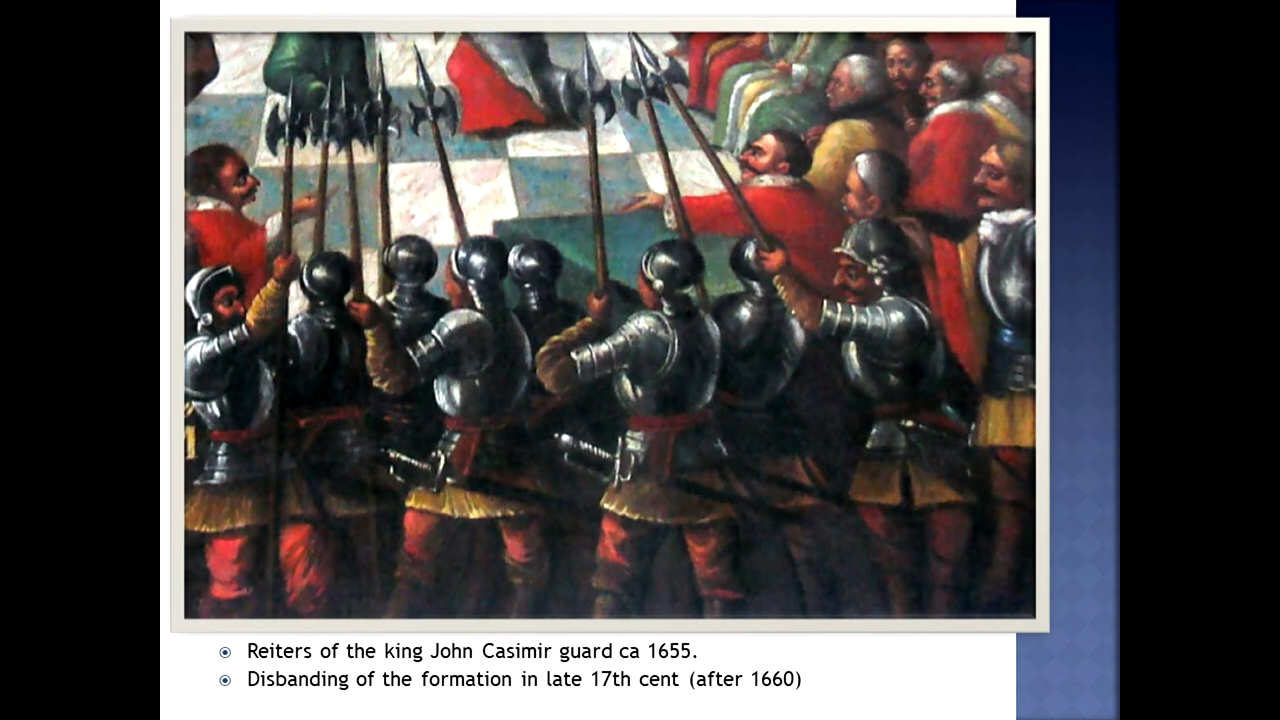 Reiters of the king John Casimir guard ca 1655.
Disbanding of the formation in late 17th cent (after 1660)